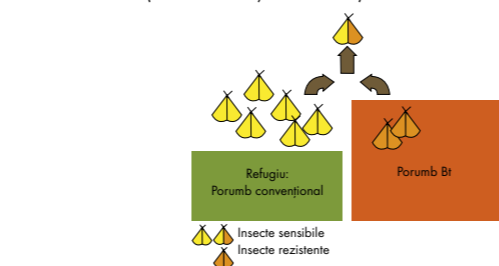 Refugiu:
Porumb convențional
Porumb Bt
Insecte sensibile
Insecte rezistente